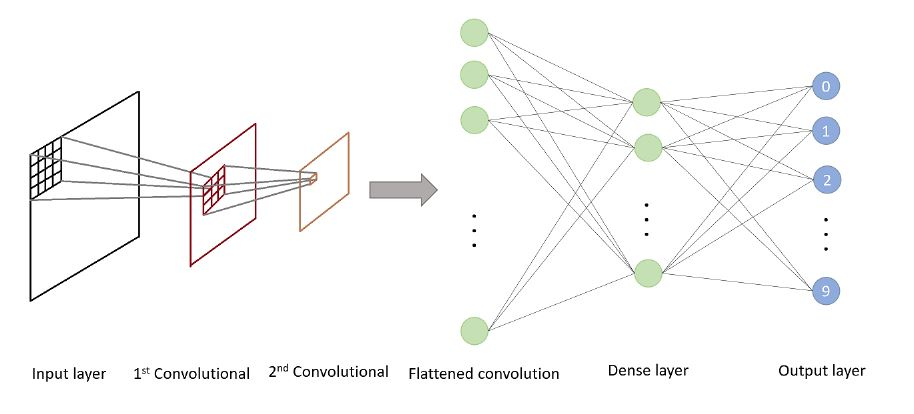 0
1
2
9
Input layer
1st Convolutional
2nd Convolutional
Flattened convolution
Dense layer
Output layer